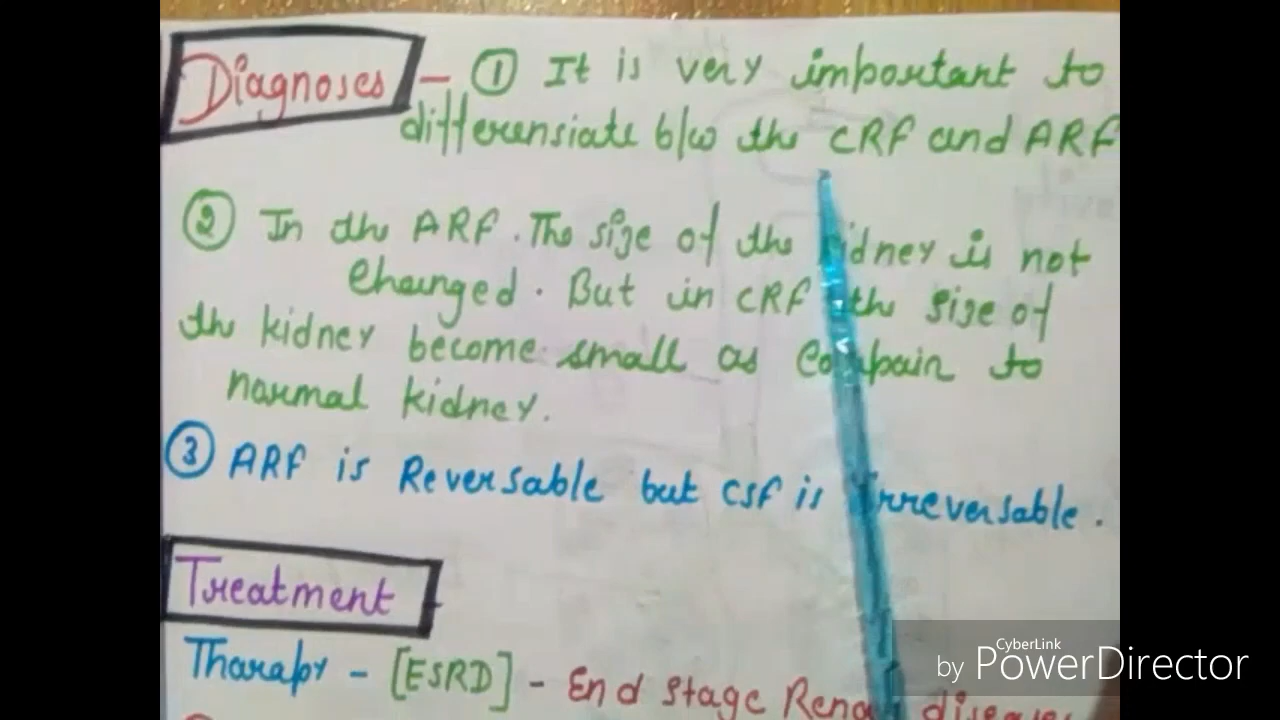 Diagnoses - ① It is very important to
differensiate b/w the CRF and ARF
② In the ARF. The size of the kidney is not
Changed. But in CRF the size of
the kidney become small as Compain to
normal kidney.
③ ARF is Reversable but CSF is Irreversable.
Treatment
Tharapy - [ESRD] - End Stage Renal disease
CyberLink
by PowerDirector